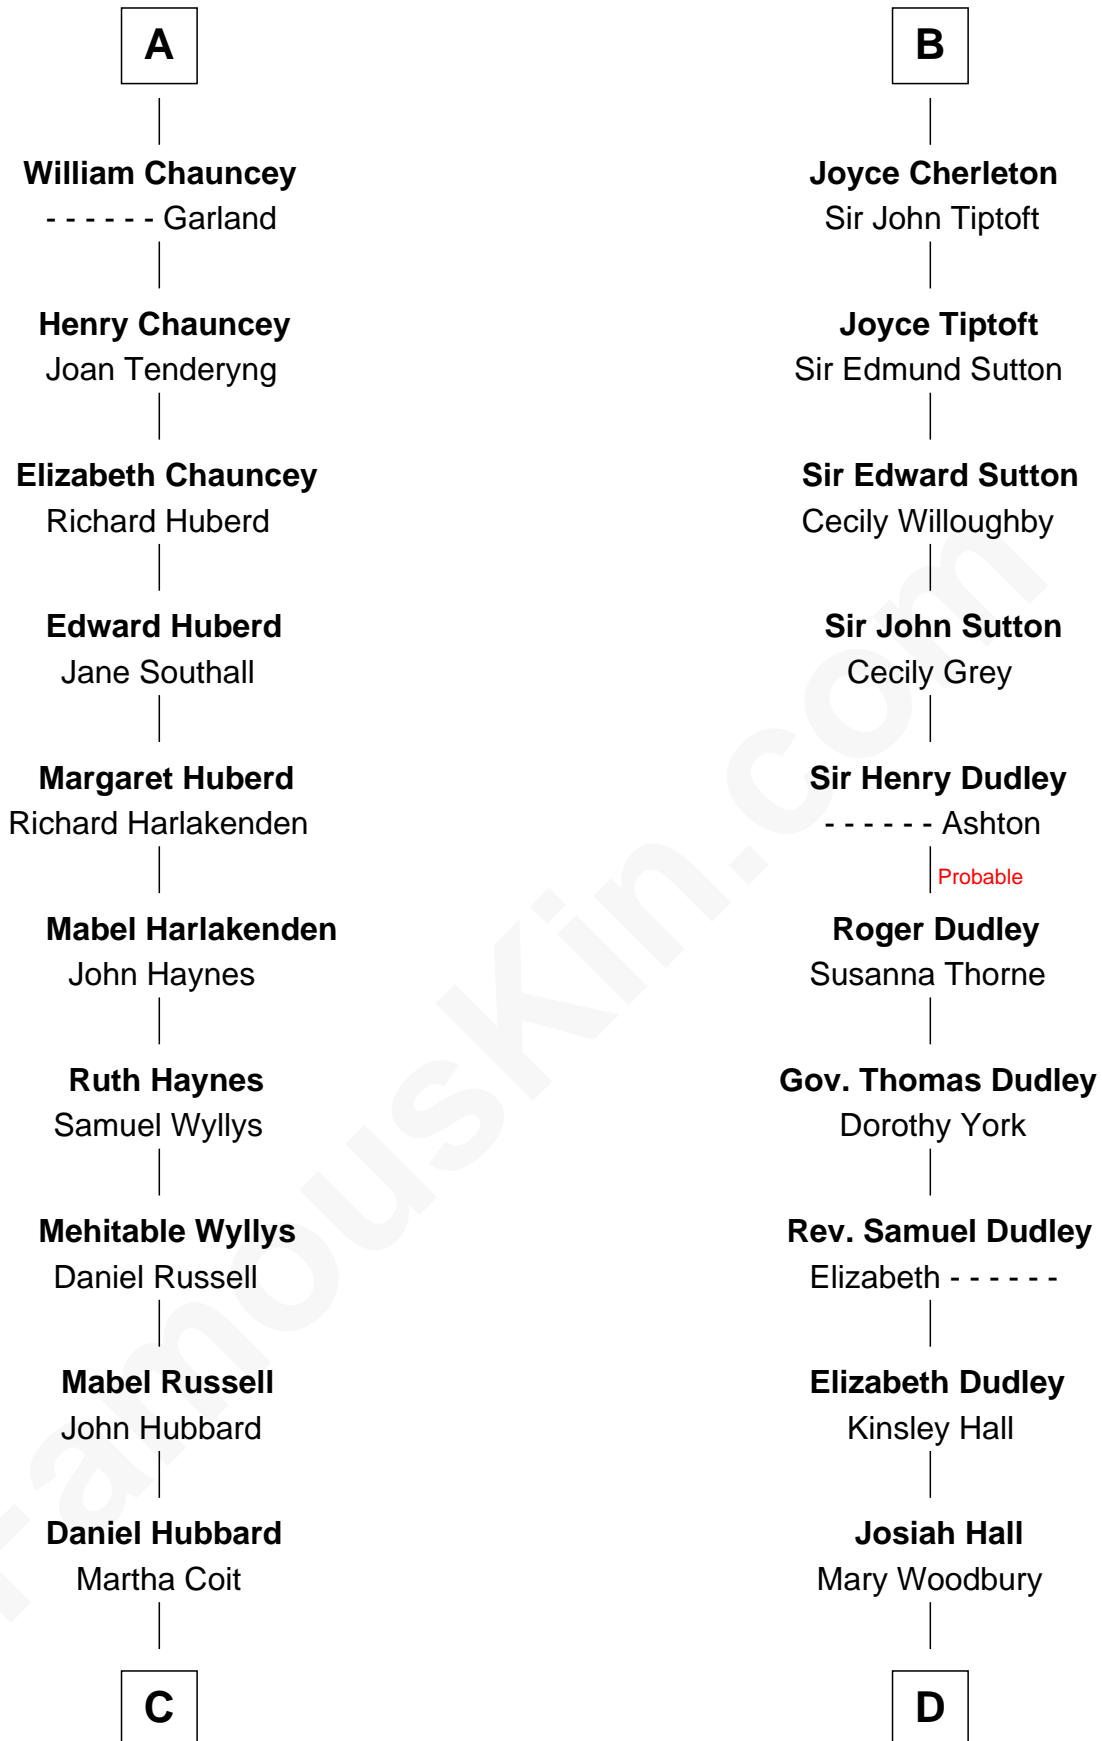 A
William Chauncey
- - - - - - Garland
Henry Chauncey
Joan Tenderyng
Elizabeth Chauncey
Richard Huberd
Edward Huberd
Jane Southall
Margaret Huberd
Richard Harlakenden
Mabel Harlakenden
John Haynes
Ruth Haynes
Samuel Wyllys
Mehitable Wyllys
Daniel Russell
Mabel Russell
John Hubbard
Daniel Hubbard
Martha Coit
C
B
Joyce Cherleton
Sir John Tiptoft
Joyce Tiptoft
Sir Edmund Sutton
Sir Edward Sutton
Cecily Willoughby
Sir John Sutton
Cecily Grey
Sir Henry Dudley
- - - - - - Ashton
Probable
Roger Dudley
Susanna Thorne
Gov. Thomas Dudley
Dorothy York
Rev. Samuel Dudley
Elizabeth - - - - - -
Elizabeth Dudley
Kinsley Hall
Josiah Hall
Mary Woodbury
D
FamousKin.com